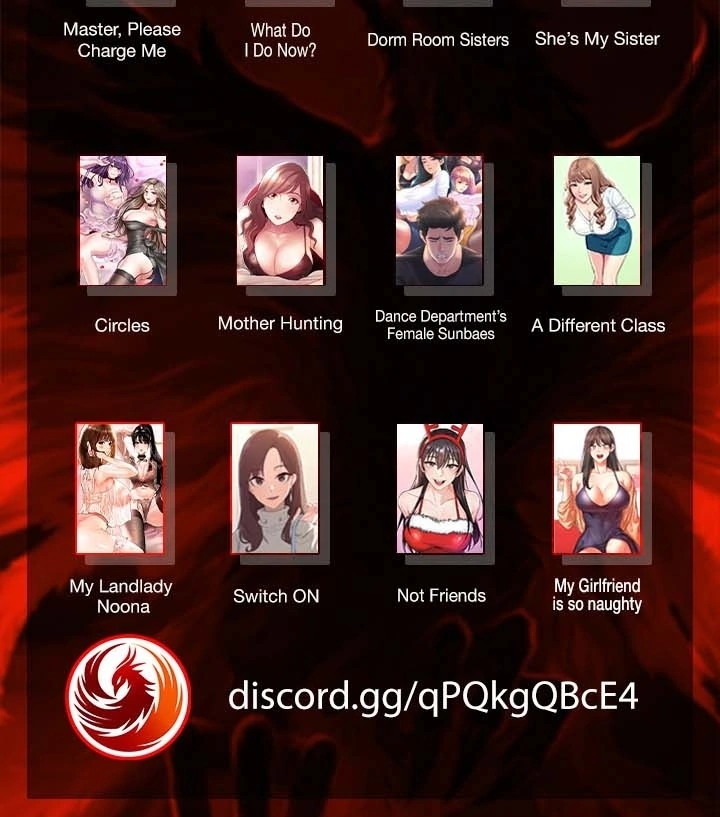 Master, Please
Charge Me
What Do
I Do Now?
Dorm Room Sisters
She's My Sister
Circles
Mother Hunting
Dance Department's
Female Sunbaes
A Different Class
My Landlady
Noona
Switch ON
Not Friends
My Girlfriend
is so naughty
discord.gg/qPQkgQBcE4